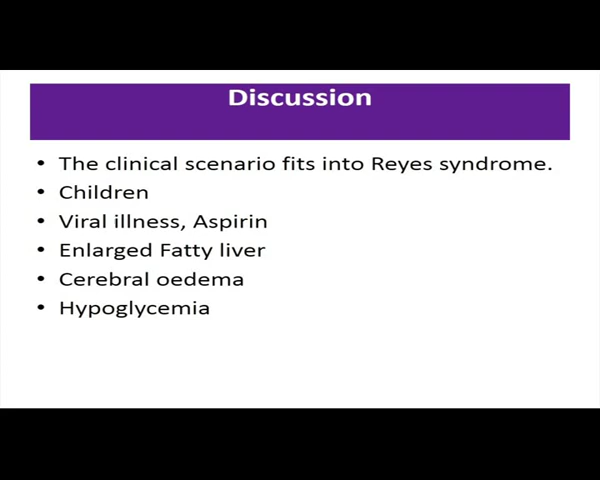 Discussion
• The clinical scenario fits into Reyes syndrome.
• Children
• Viral illness, Aspirin
• Enlarged Fatty liver
• Cerebral oedema
• Hypoglycemia